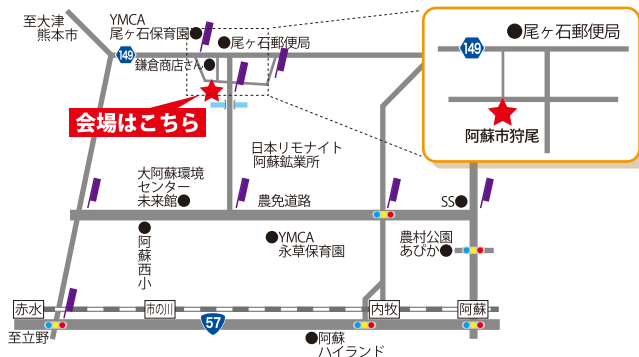 至大津
熊本市
YMCA
尾ヶ石保育園
尾ヶ石郵便局
149
鎌倉商店さん
会場はこちら
尾ヶ石郵便局
149
阿蘇市狩尾
日本リモナイト
阿蘇鉱業所
大阿蘇環境
センター
未来館
農免道路
SS
阿蘇西小
YMCA
永草保育園
農村公園
あぴか
赤水
市の川
内牧
阿蘇
57
至立野
阿蘇
ハイランド